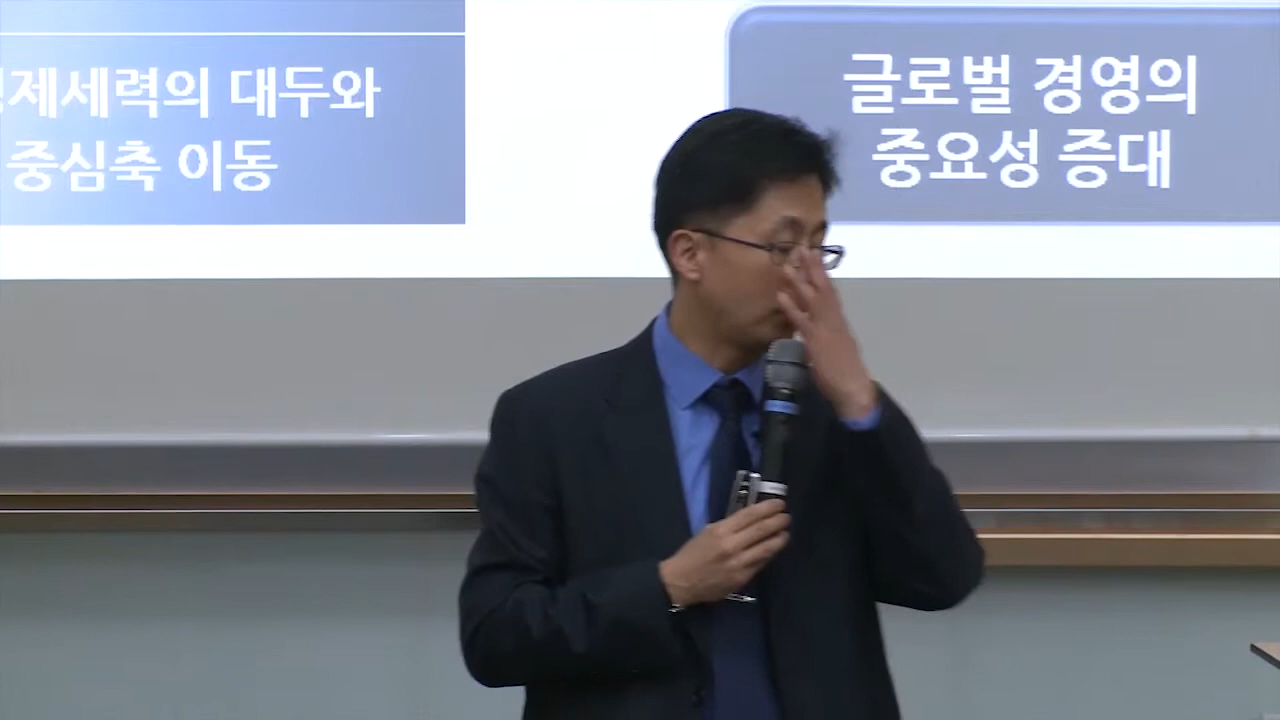 제세력의 대두와
중심축 이동
글로벌 경영의
중요성 증대